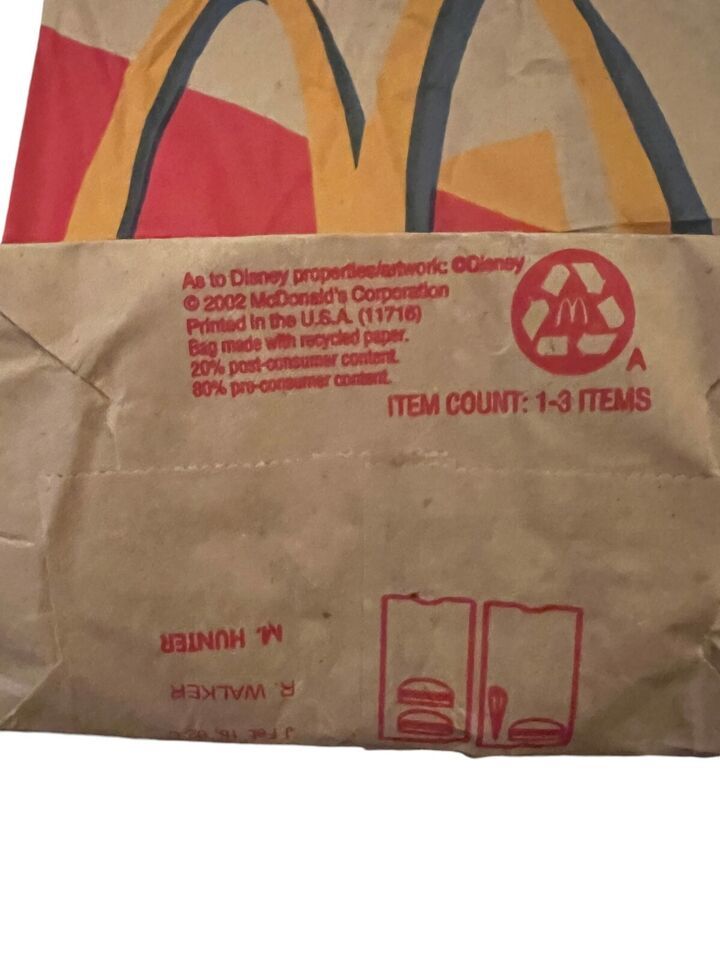 As to Disney properties/artwork: ©Disney
© 2002 McDonald's Corporation
Printed in the U.S.A. (11716)
Bag made with recycled paper.
20% post-consumer content.
80% pro-consumer content.
A
ITEM COUNT: 1-3 ITEMS
M. HUNTER
R. WALKER